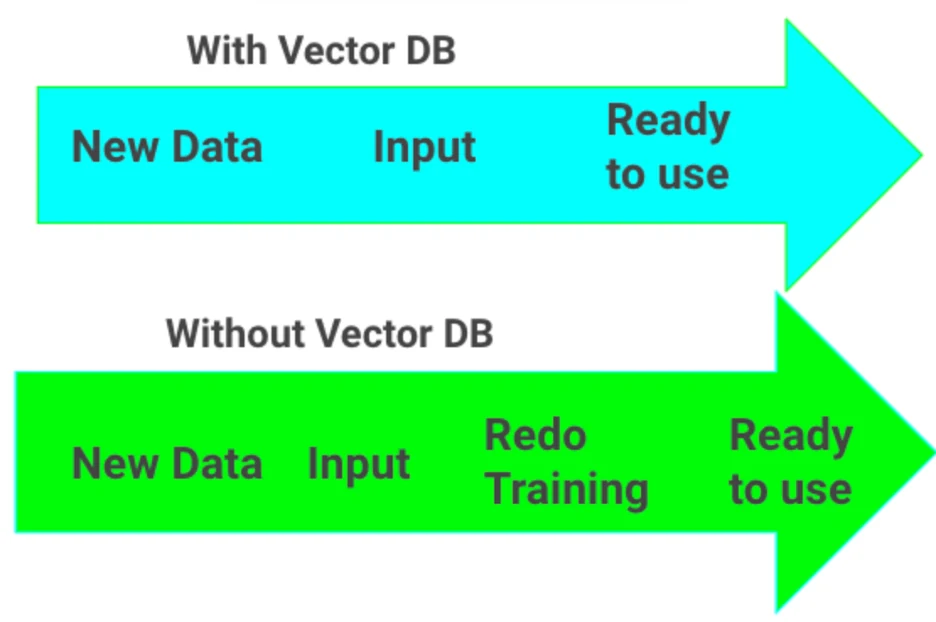 With Vector DB
New Data Input Ready
to use
Without Vector DB
New Data Input Redo
Training Ready
to use